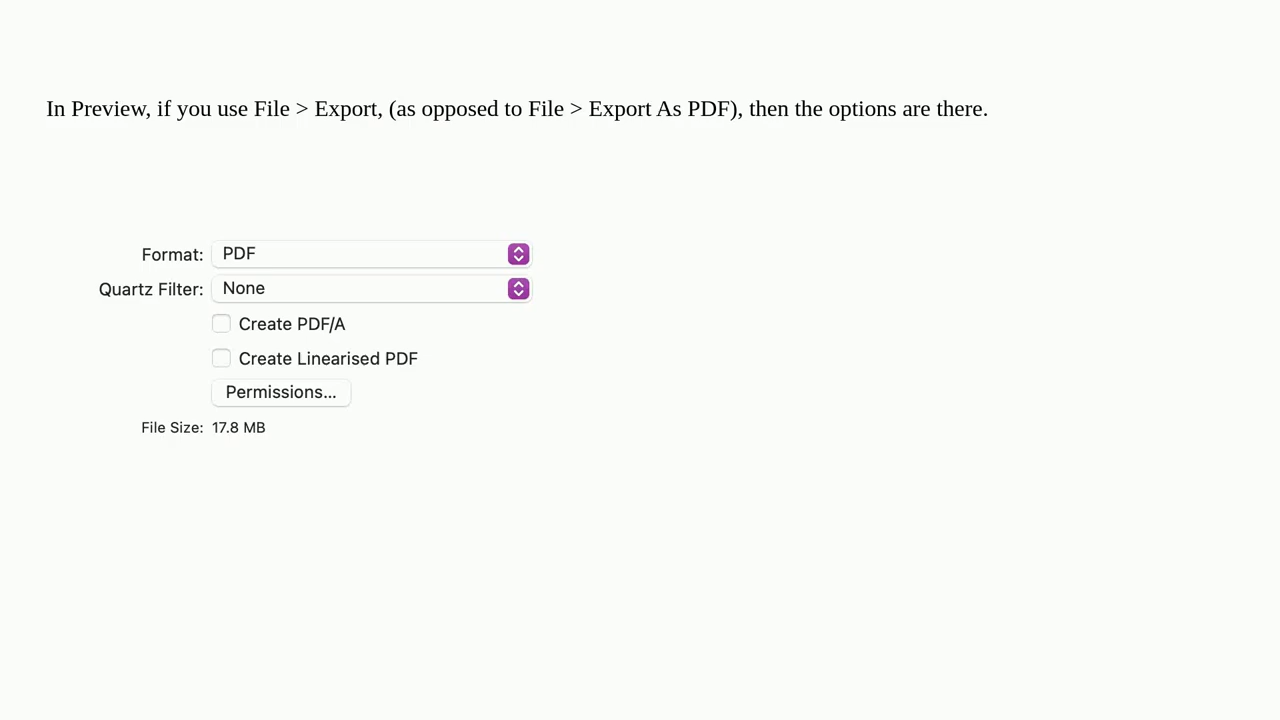 In Preview, if you use File > Export, (as opposed to File > Export As PDF), then the options are there.
Format: PDF
Quartz Filter: None
Create PDF/A
Create Linearised PDF
Permissions...
File Size: 17.8 MB